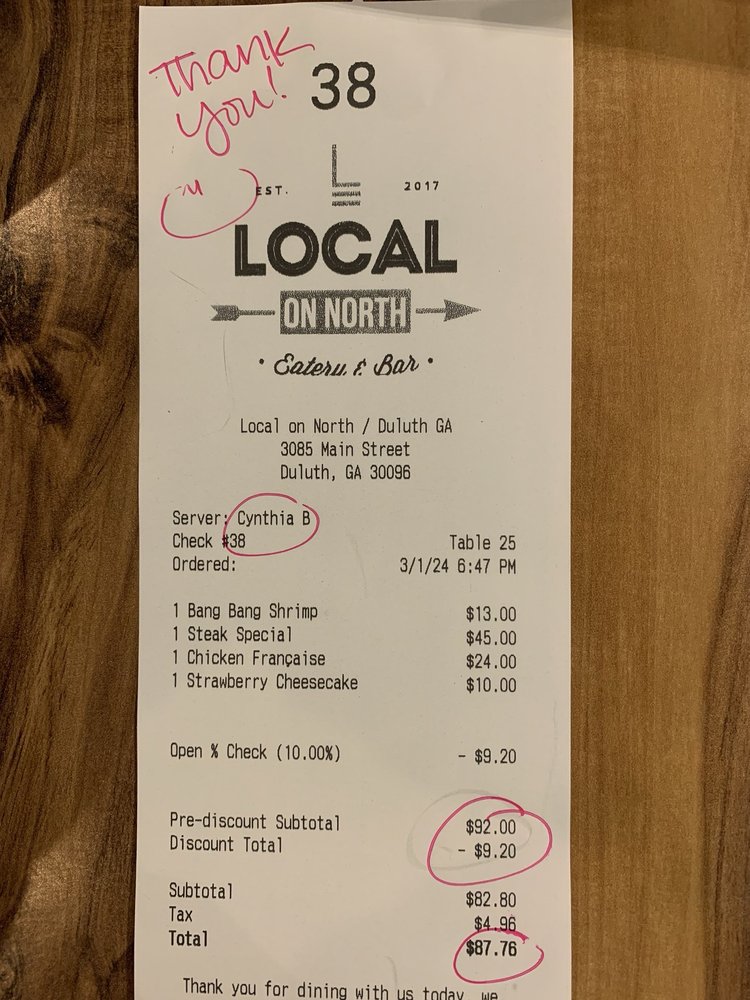 Thank
you!
38
EST. 2017
LOCAL
ON NORTH
• Eatery & Bar •
Local on North / Duluth GA
3085 Main Street
Duluth, GA 30096
Server: Cynthia B
Check #38 Table 25
Ordered: 3/1/24 6:47 PM
1 Bang Bang Shrimp $13.00
1 Steak Special $45.00
1 Chicken Française $24.00
1 Strawberry Cheesecake $10.00
Open % Check (10.00%) - $9.20
Pre-discount Subtotal $92.00
Discount Total - $9.20
Subtotal $82.80
Tax $4.96
Total $87.76
Thank you for dining with us today, we